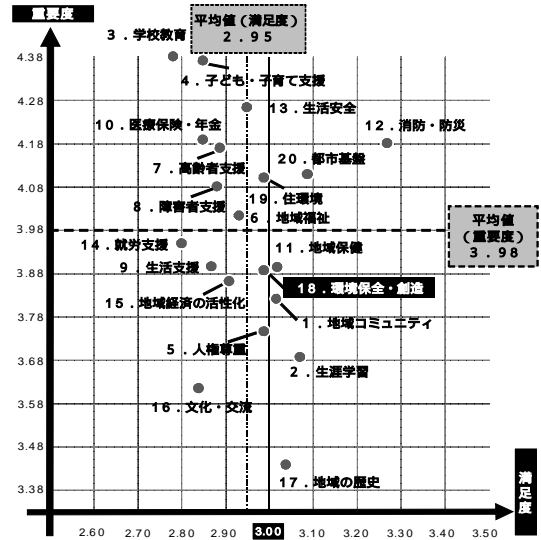 重要度
平均値（満足度）
２．９５
３．学校教育
４．子ども・子育て支援
１３．生活安全
１０．医療保険・年金
１２．消防・防災
７．高齢者支援
２０．都市基盤
８．障害者支援
１９．住環境
６．地域福祉
平均値
（重要度）
３．９８
１４．就労支援
１１．地域保健
９．生活支援
１８．環境保全・創造
１５．地域経済の活性化
１．地域コミュニティ
５．人権尊重
２．生涯学習
１６．文化・交流
１７．地域の歴史
満足度
4.38
4.28
4.18
4.08
3.98
3.88
3.78
3.68
3.58
3.48
3.38
2.60 2.70 2.80 2.90 3.00 3.10 3.20 3.30 3.40 3.50